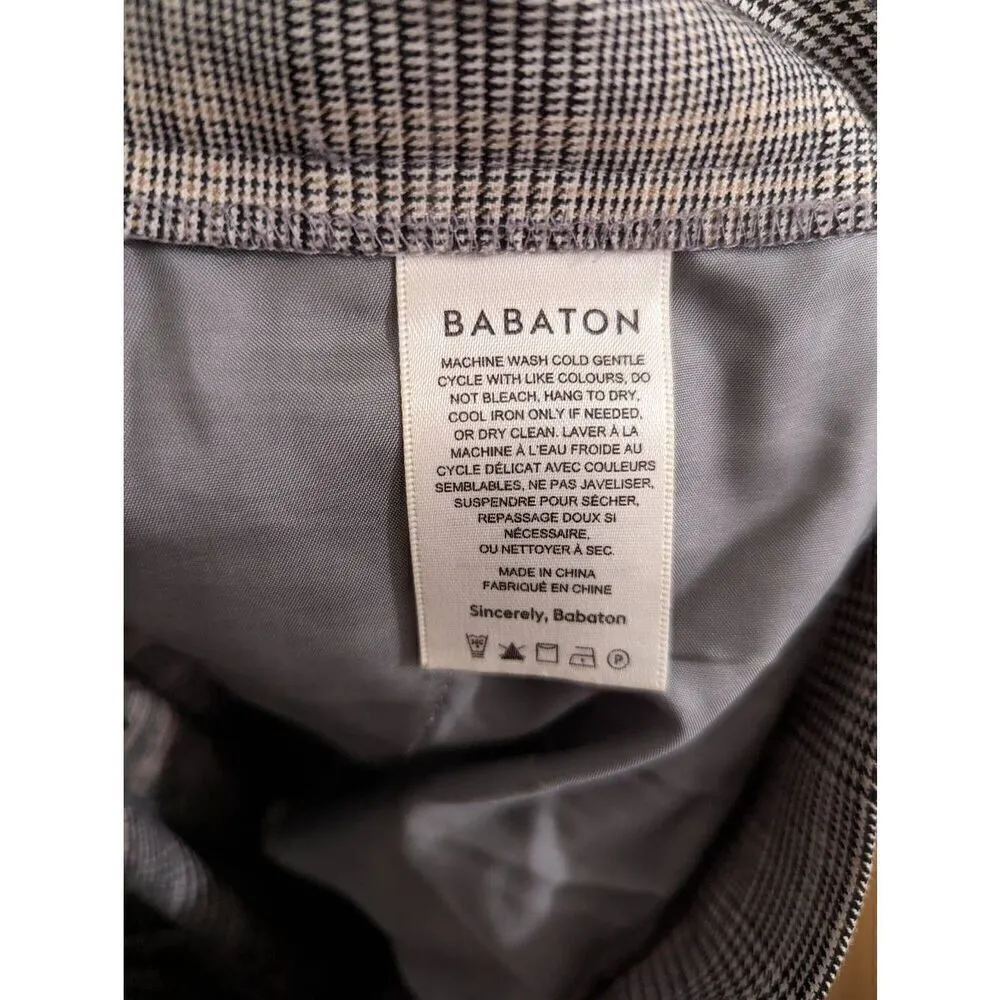 BABATON
MACHINE WASH COLD GENTLE
CYCLE WITH LIKE COLOURS, DO
NOT BLEACH, HANG TO DRY,
COOL IRON ONLY IF NEEDED,
OR DRY CLEAN. LAVER À LA
MACHINE À L'EAU FROIDE AU
CYCLE DÉLICAT AVEC COULEURS
SEMBLABLES, NE PAS JAVELISER,
SUSPENDRE POUR SÉCHER,
REPASSAGE DOUX SI
NÉCESSAIRE,
OU NETTOYER À SEC.
MADE IN CHINA
FABRIQUÉ EN CHINE
Sincerely, Babaton
P